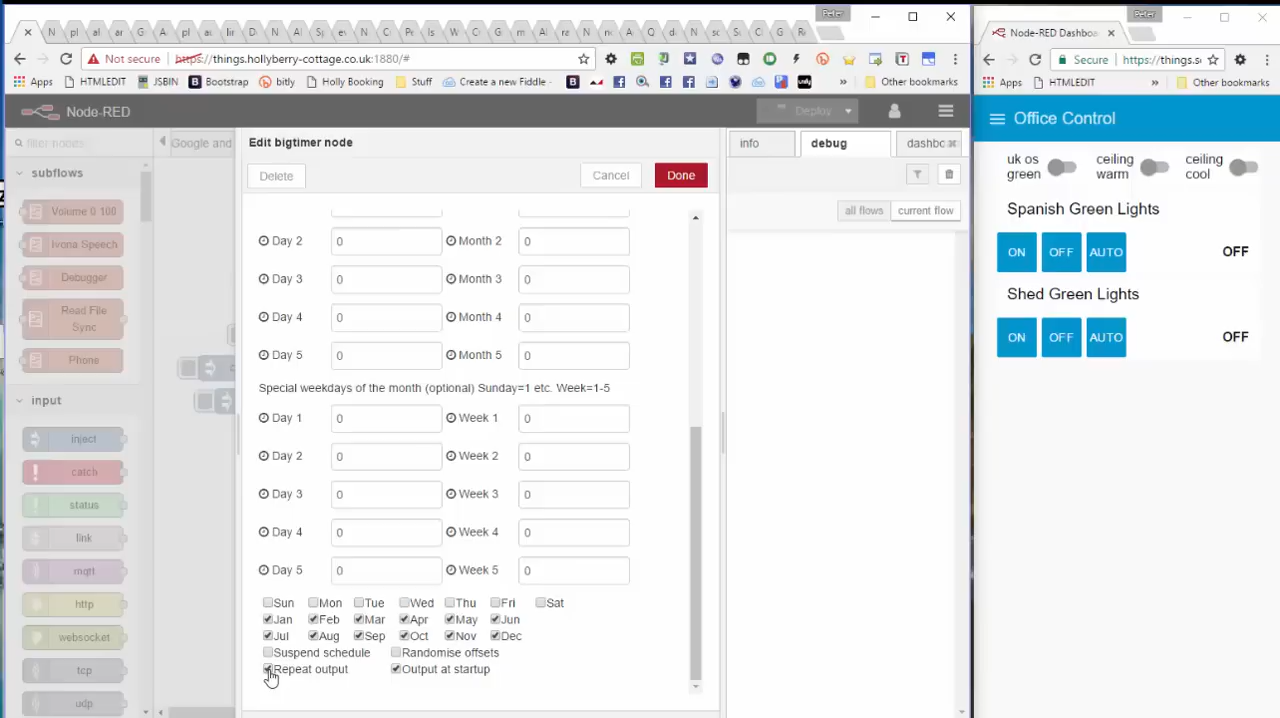 Peter
Peter
Node-RED Dashboa
Not secure
https://things.hollyberry-cottage.co.uk:1880/#
Secure
https://things.s
Apps
HTMLEDIT
JSBIN
Bootstrap
bitly
Holly Booking
Stuff
Create a new Fiddle -
Other bookmarks
Apps
HTMLEDIT
Other bookmarks
Node-RED
Deploy
Office Control
filter nodes
Google and
Edit bigtimer node
info
debug
dashbo
Delete
Cancel
Done
all flows
current flow
subflows
Volume 0 100
Ivona Speech
Debugger
Read File
Sync
Phone
input
inject
catch
status
link
mqtt
http
websocket
tcp
udp
Day 2 0 Month 2 0
Day 3 0 Month 3 0
Day 4 0 Month 4 0
Day 5 0 Month 5 0
Special weekdays of the month (optional) Sunday=1 etc. Week=1-5
Day 1 0 Week 1 0
Day 2 0 Week 2 0
Day 3 0 Week 3 0
Day 4 0 Week 4 0
Day 5 0 Week 5 0
Sun Mon Tue Wed Thu Fri Sat
Jan Feb Mar Apr May Jun
Jul Aug Sep Oct Nov Dec
Suspend schedule Randomise offsets
Repeat output Output at startup
uk os
green
ceiling
warm
ceiling
cool
Spanish Green Lights
ON OFF AUTO OFF
Shed Green Lights
ON OFF AUTO OFF